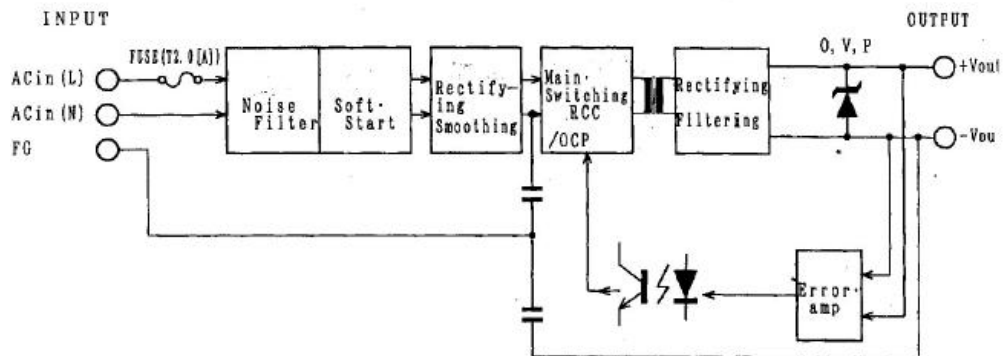 INPUT
OUTPUT
FUSE(T2.0[A])
O, V, P
ACin(L)
+Vout
ACin(N)
-Vou
FG
Noise
Filter
Soft-
Start
Rectify-
ing
Smoothing
Main-
Switching
RCC
/OCP
Rectifying
Filtering
Error-
amp